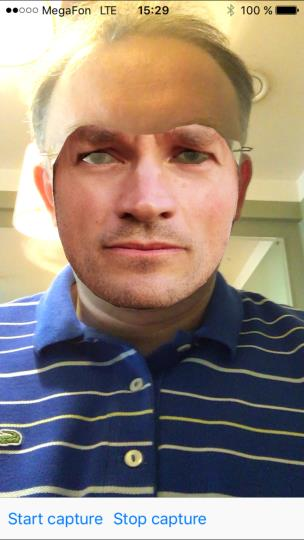 MegaFon LTE 15:29 100 %
Start capture Stop capture